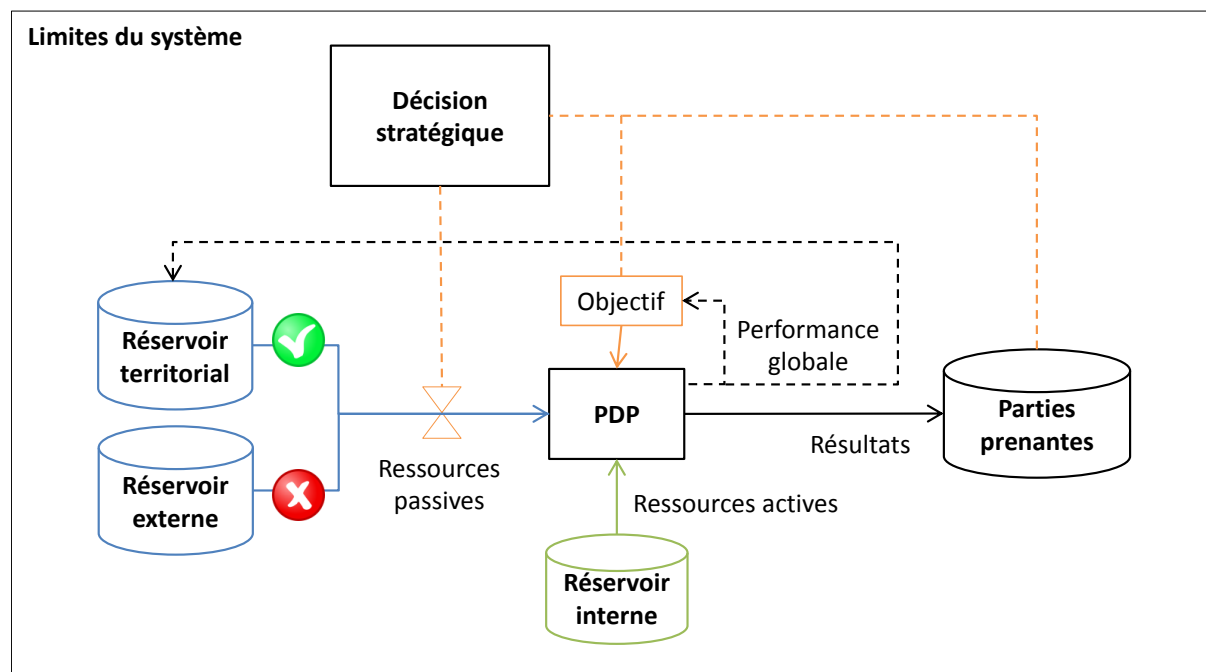 Limites du système
Décision
stratégique
Objectif
Performance
globale
Réservoir
territorial
PDP
Parties
prenantes
Résultats
Ressources
passives
Réservoir
externe
Ressources actives
Réservoir
interne